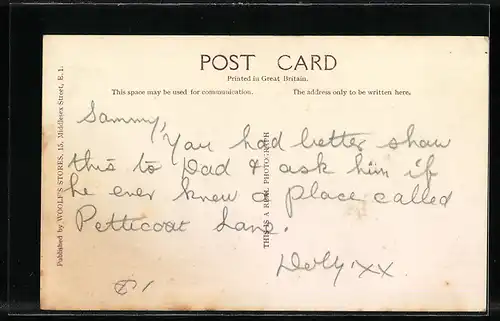 POST CARD
Printed in Great Britain.
This space may be used for communication.
The address only to be written here.
Sammy,
You had better show
this to Dad & ask him if
he ever knew a place called
Petticoat Lane.
Dolly xx
Published by WOOLF'S STORES, 15, Middlesex Street, E. 1.
THIS IS A REAL PHOTOGRAPH